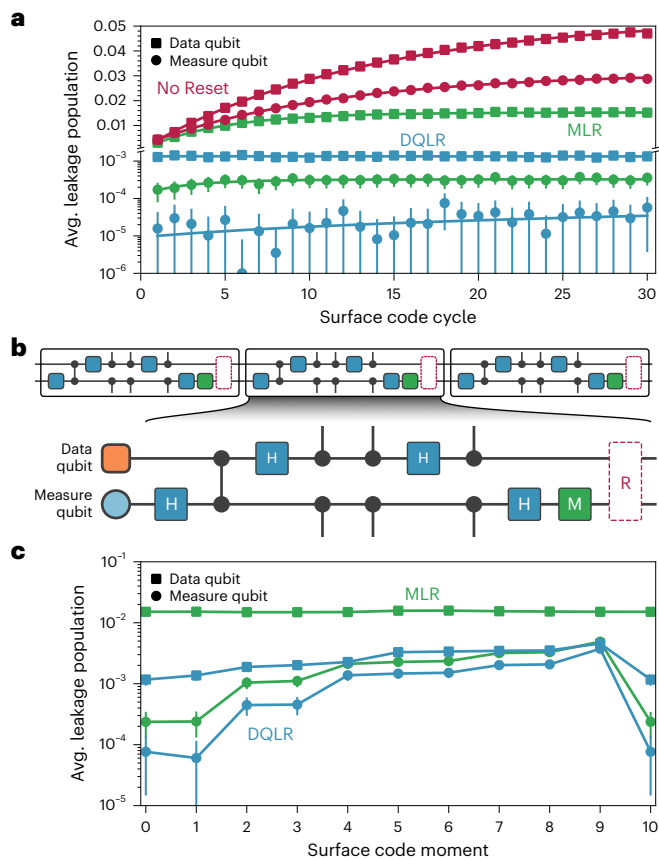 a
0.05
0.04
0.03
0.02
0.01
10⁻³
10⁻⁴
10⁻⁵
10⁻⁶
Avg. leakage population
Data qubit
Measure qubit
No Reset
DQLR
MLR
0 5 10 15 20 25 30
Surface code cycle
b
Data
qubit
H H
R
Measure
qubit
H H M
c
10⁻¹
10⁻²
10⁻³
10⁻⁴
10⁻⁵
Avg. leakage population
Data qubit
Measure qubit
MLR
DQLR
0 1 2 3 4 5 6 7 8 9 10
Surface code moment